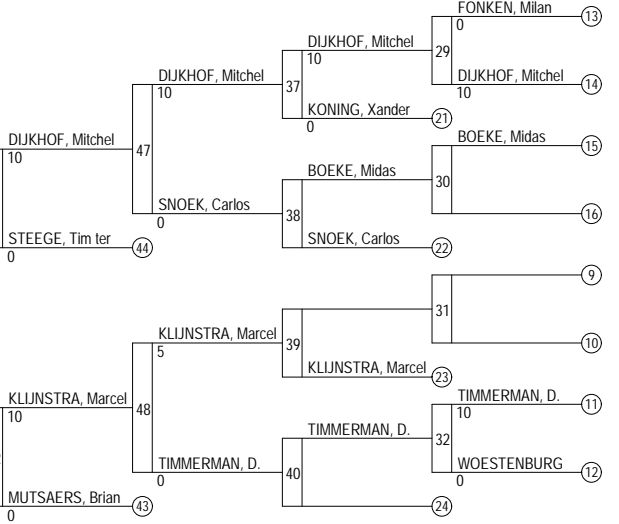 FONKEN, Milan
13
0
DIJKHOF, Mitchel
29
10
DIJKHOF, Mitchel
DIJKHOF, Mitchel
14
10
37
10
KONING, Xander
21
0
DIJKHOF, Mitchel
BOEKE, Midas
15
10
47
BOEKE, Midas
30
SNOEK, Carlos
16
0
38
STEEGE, Tim ter
44
SNOEK, Carlos
22
0
9
31
KLIJNSTRA, Marcel
10
5
39
KLIJNSTRA, Marcel
23
KLIJNSTRA, Marcel
TIMMERMAN, D.
11
10
48
TIMMERMAN, D.
10
32
TIMMERMAN, D.
WOESTENBURG
12
0
40
0
MUTSAERS, Brian
43
24
0